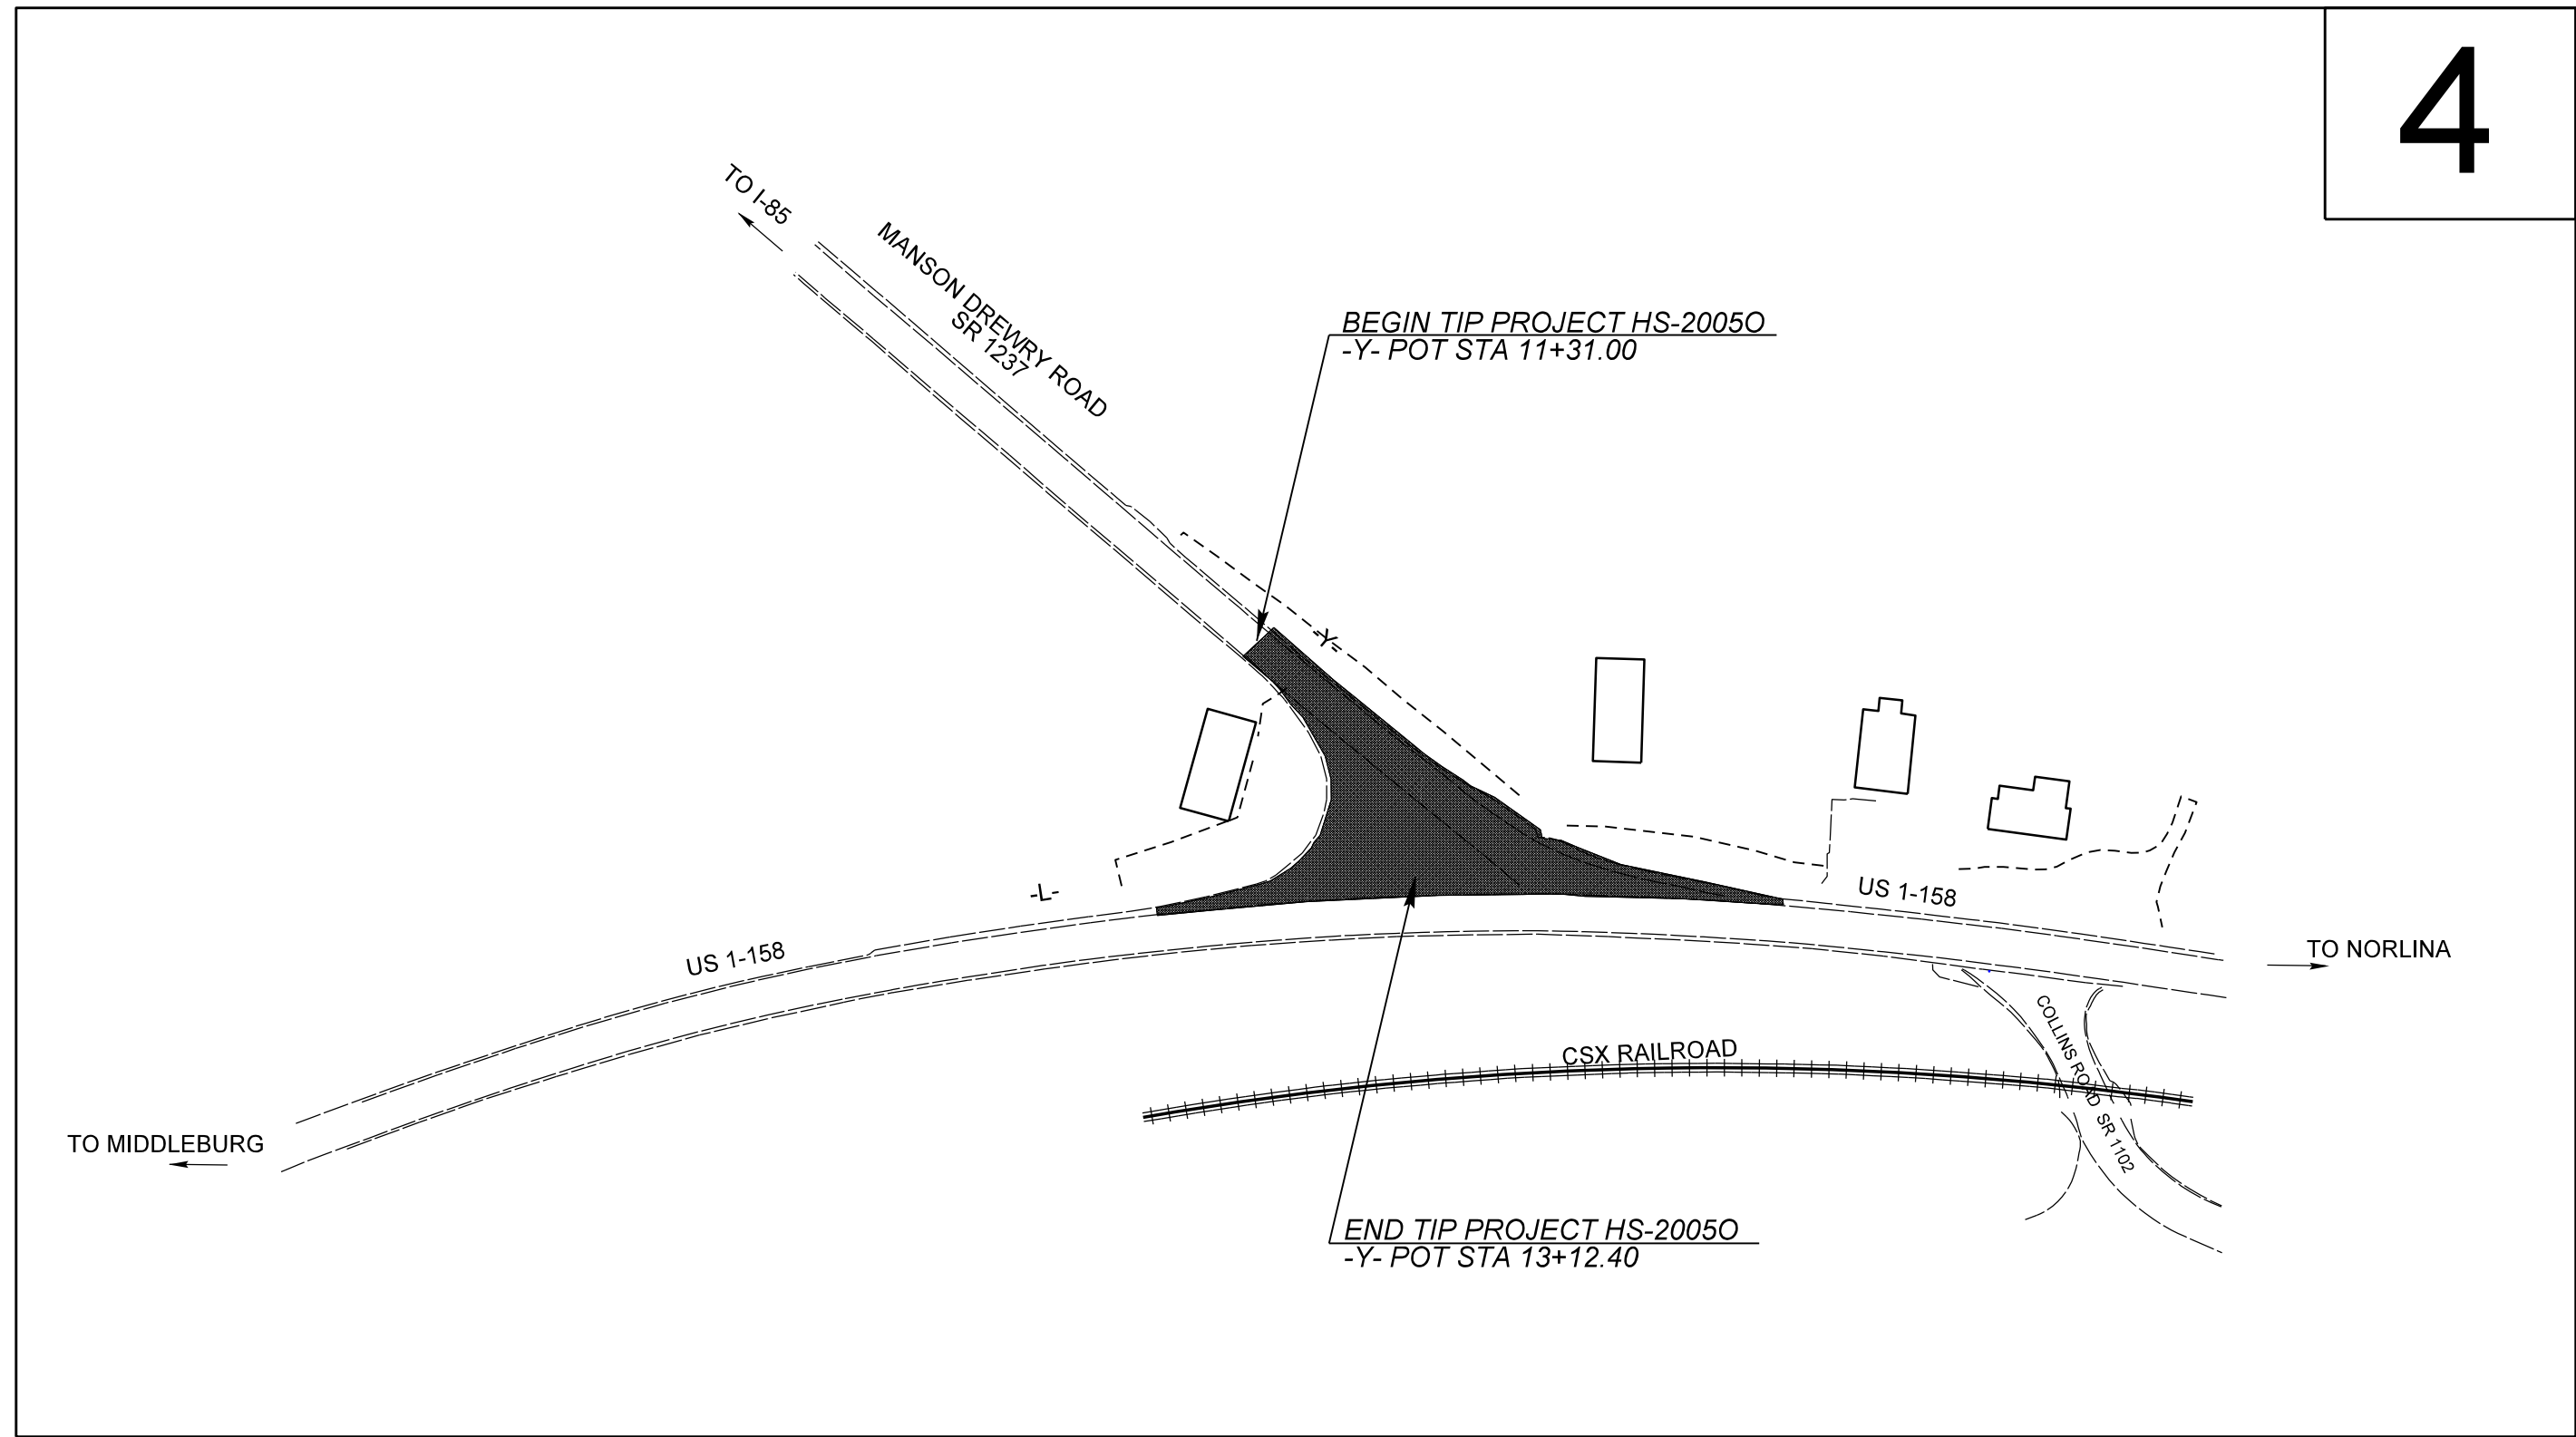 4
TO I-85
MANSON DREWRY ROAD
SR 1237
BEGIN TIP PROJECT HS-2005O
-Y- POT STA 11+31.00
-Y-
-L-
US 1-158
US 1-158
TO NORLINA
COLLINS ROAD SR 1102
CSX RAILROAD
TO MIDDLEBURG
END TIP PROJECT HS-2005O
-Y- POT STA 13+12.40